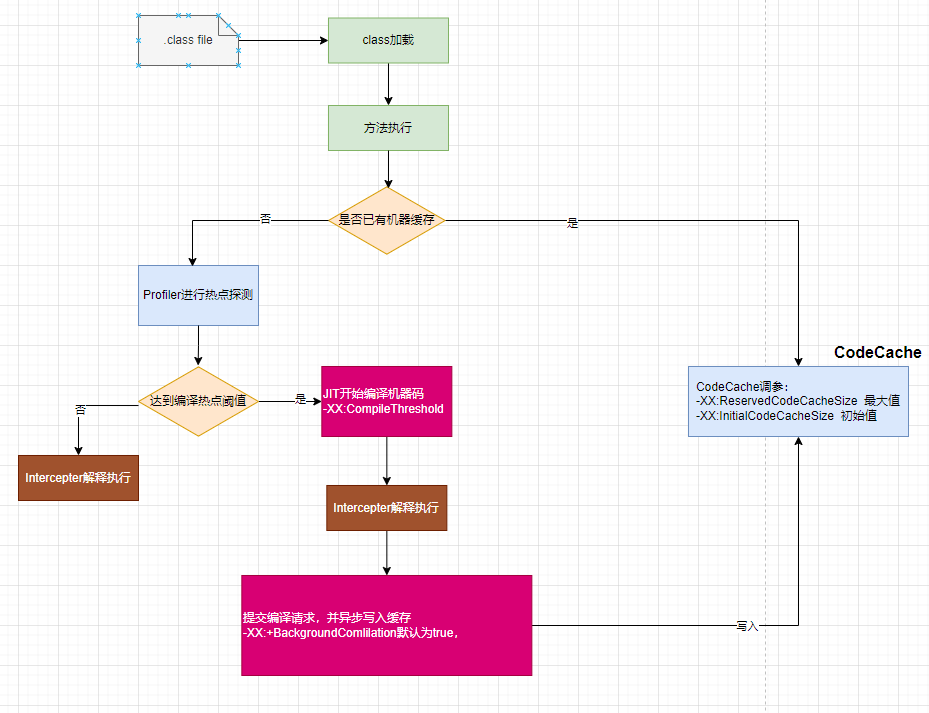 .class file
class加载
方法执行
是否已有机器缓存
否
是
Profiler进行热点探测
CodeCache
CodeCache调参：
-XX:ReservedCodeCacheSize 最大值
-XX:InitialCodeCacheSize 初始值
达到编译热点阈值
是
否
JIT开始编译机器码
-XX:CompileThreshold
Intercepter解释执行
Intercepter解释执行
提交编译请求，并异步写入缓存
-XX:+BackgroundComlilation默认为true，
写入